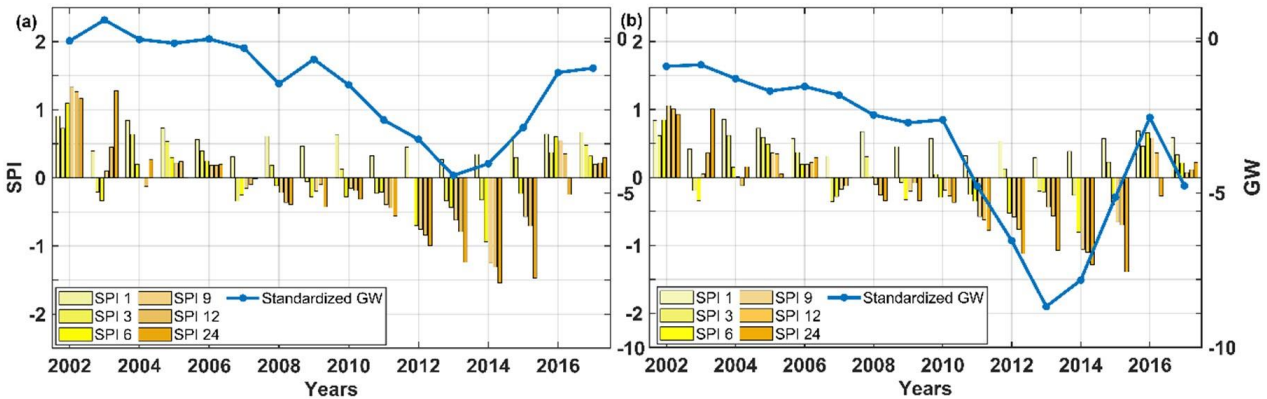 (a)
2
1
0
-1
-2
SPI
0
-5
-10
SPI 1
SPI 9
Standardized GW
SPI 3
SPI 12
SPI 6
SPI 24
2002 2004 2006 2008 2010 2012 2014 2016
Years
(b)
2
1
0
-1
-2
0
-5
-10
GW
SPI 1
SPI 9
Standardized GW
SPI 3
SPI 12
SPI 6
SPI 24
2002 2004 2006 2008 2010 2012 2014 2016
Years